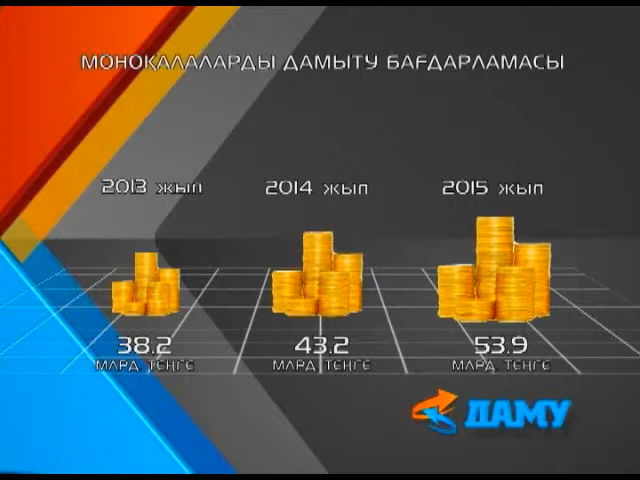 МОНОҚАЛАЛАРДЫ ДАМЫТУ БАҒДАРЛАМАСЫ
2013 жыл 2014 жыл 2015 жыл
38.2 43.2 53.9
МЛРД. ТЕҢГЕ МЛРД. ТЕҢГЕ МЛРД. ТЕҢГЕ
ДАМУ